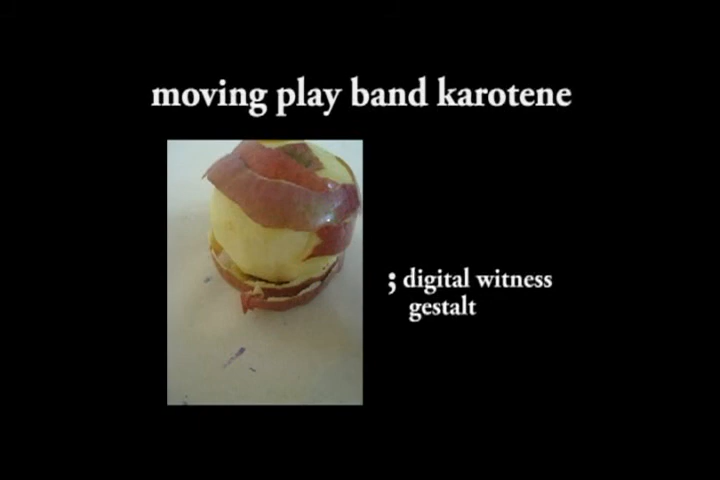 moving play band karotene
; digital witness
gestalt